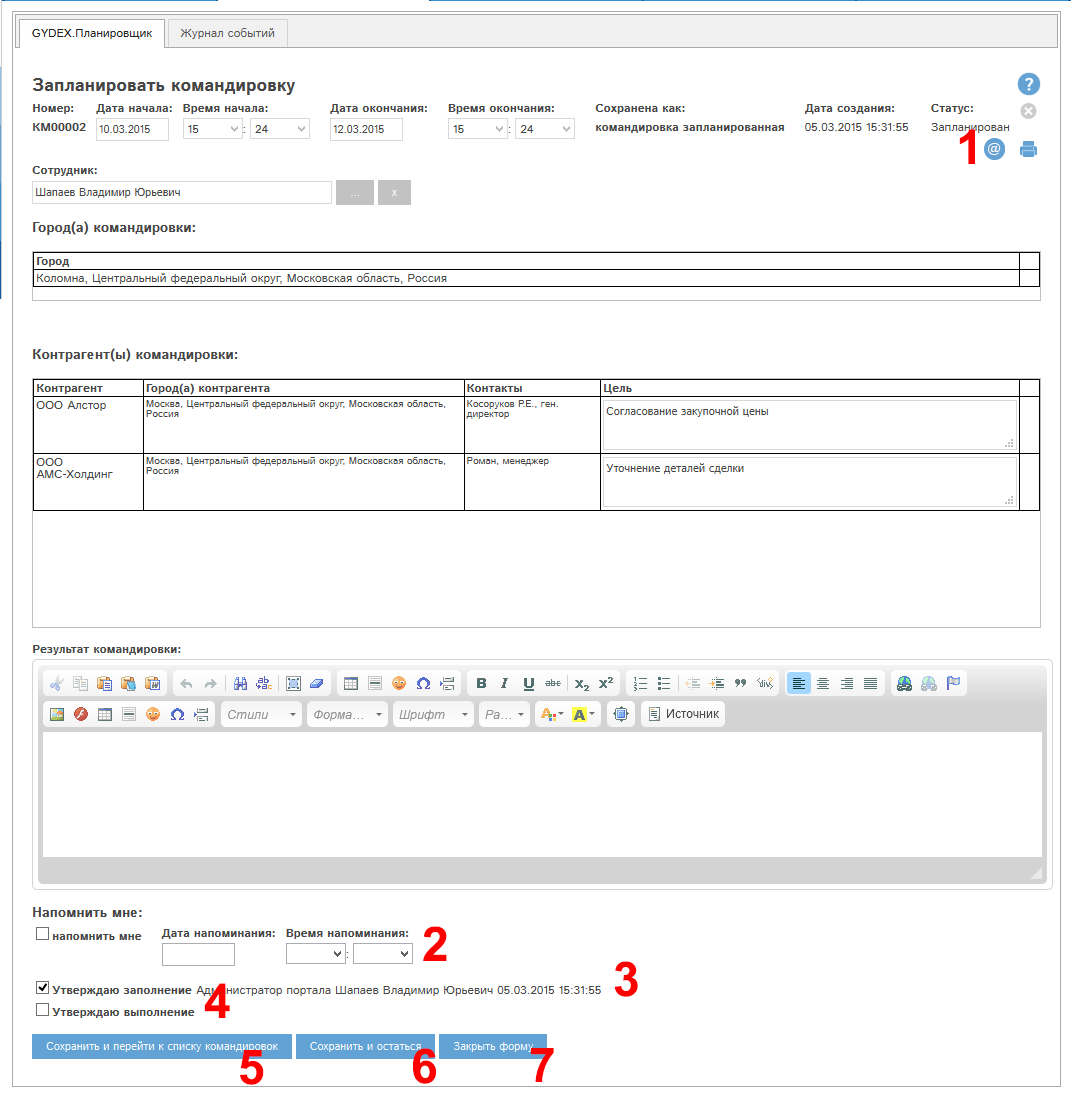 GYDEX.Планировщик Журнал событий
Запланировать командировку
?
Номер: Дата начала: Время начала: Дата окончания: Время окончания: Сохранена как: Дата создания: Статус:
КМ00002 10.03.2015 15 : 24 12.03.2015 15 : 24 командировка запланированная 05.03.2015 15:31:55 Запланирован
1 @
Сотрудник:
Шапаев Владимир Юрьевич ... x
Город(а) командировки:
Город
Коломна, Центральный федеральный округ, Московская область, Россия
Контрагент(ы) командировки:
Контрагент Город(а) контрагента Контакты Цель
ООО Алстор Москва, Центральный федеральный округ, Московская область, Россия Косоруков Р.Е., ген. директор Согласование закупочной цены
ООО АМС-Холдинг Москва, Центральный федеральный округ, Московская область, Россия Роман, менеджер Уточнение деталей сделки
Результат командировки:
B I U abc x₂ x²
Стили Форма... Шрифт Ра... A A Источник
Напомнить мне:
напомнить мне Дата напоминания: Время напоминания: : 2
Утверждаю заполнение Администратор портала Шапаев Владимир Юрьевич 05.03.2015 15:31:55 3
Утверждаю выполнение 4
Сохранить и перейти к списку командировок Сохранить и остаться Закрыть форму
5 6 7